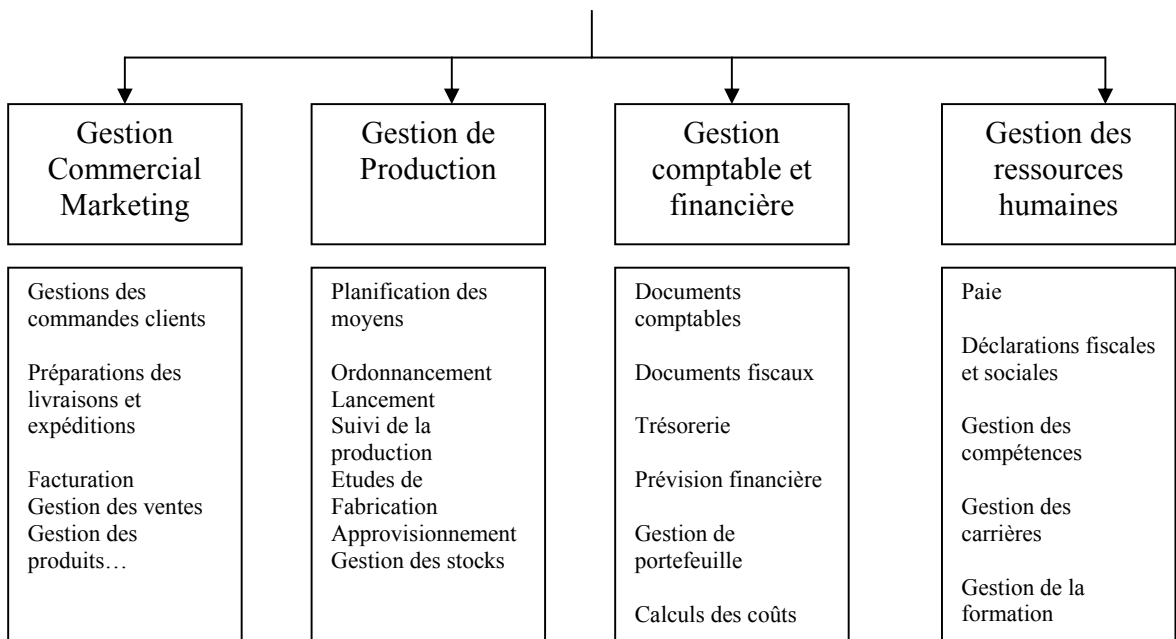 Gestion
Commercial
Marketing
Gestion de
Production
Gestion
comptable et
financière
Gestion des
ressources
humaines
Gestions des
commandes clients
Préparations des
livraisons et
expéditions
Facturation
Gestion des ventes
Gestion des
produits…
Planification des
moyens
Ordonnancement
Lancement
Suivi de la
production
Etudes de
Fabrication
Approvisionnement
Gestion des stocks
Documents
comptables
Documents fiscaux
Trésorerie
Prévision financière
Gestion de
portefeuille
Calculs des coûts
Paie
Déclarations fiscales
et sociales
Gestion des
compétences
Gestion des
carrières
Gestion de la
formation